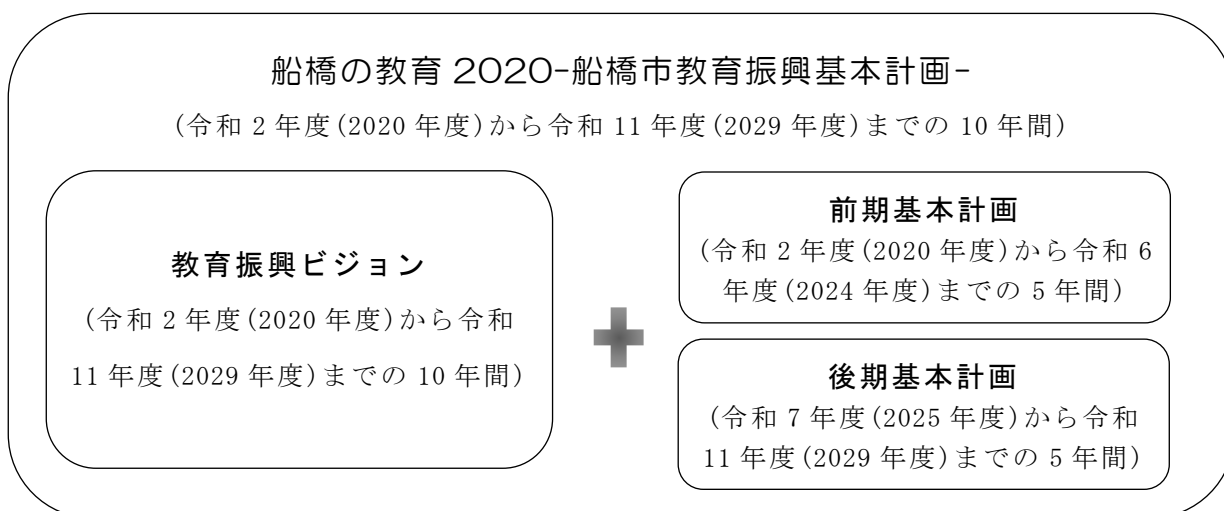 船橋の教育 2020-船橋市教育振興基本計画-
(令和 2 年度(2020 年度)から令和 11 年度(2029 年度)までの 10 年間)
教育振興ビジョン
(令和 2 年度(2020 年度)から令和
11 年度(2029 年度)までの 10 年間)
前期基本計画
(令和 2 年度(2020 年度)から令和 6
年度(2024 年度)までの 5 年間)
後期基本計画
(令和 7 年度(2025 年度)から令和
11 年度(2029 年度)までの 5 年間)